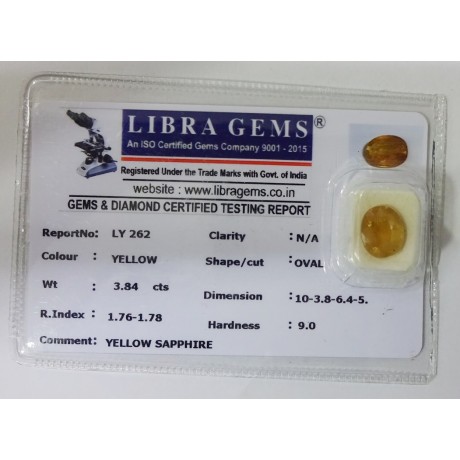 LIBRA GEMS®
An ISO Certified Gems Company 9001 - 2015
Registered Under the Trade Marks with Govt. of India
website : www.libragems.co.in
GEMS & DIAMOND CERTIFIED TESTING REPORT
ReportNo: LY 262 Clarity : N/A
Colour : YELLOW Shape/cut : OVAL
Wt : 3.84 cts Dimension : 10-3.8-6.4-5.
R.Index : 1.76-1.78 Hardness : 9.0
Comment: YELLOW SAPPHIRE